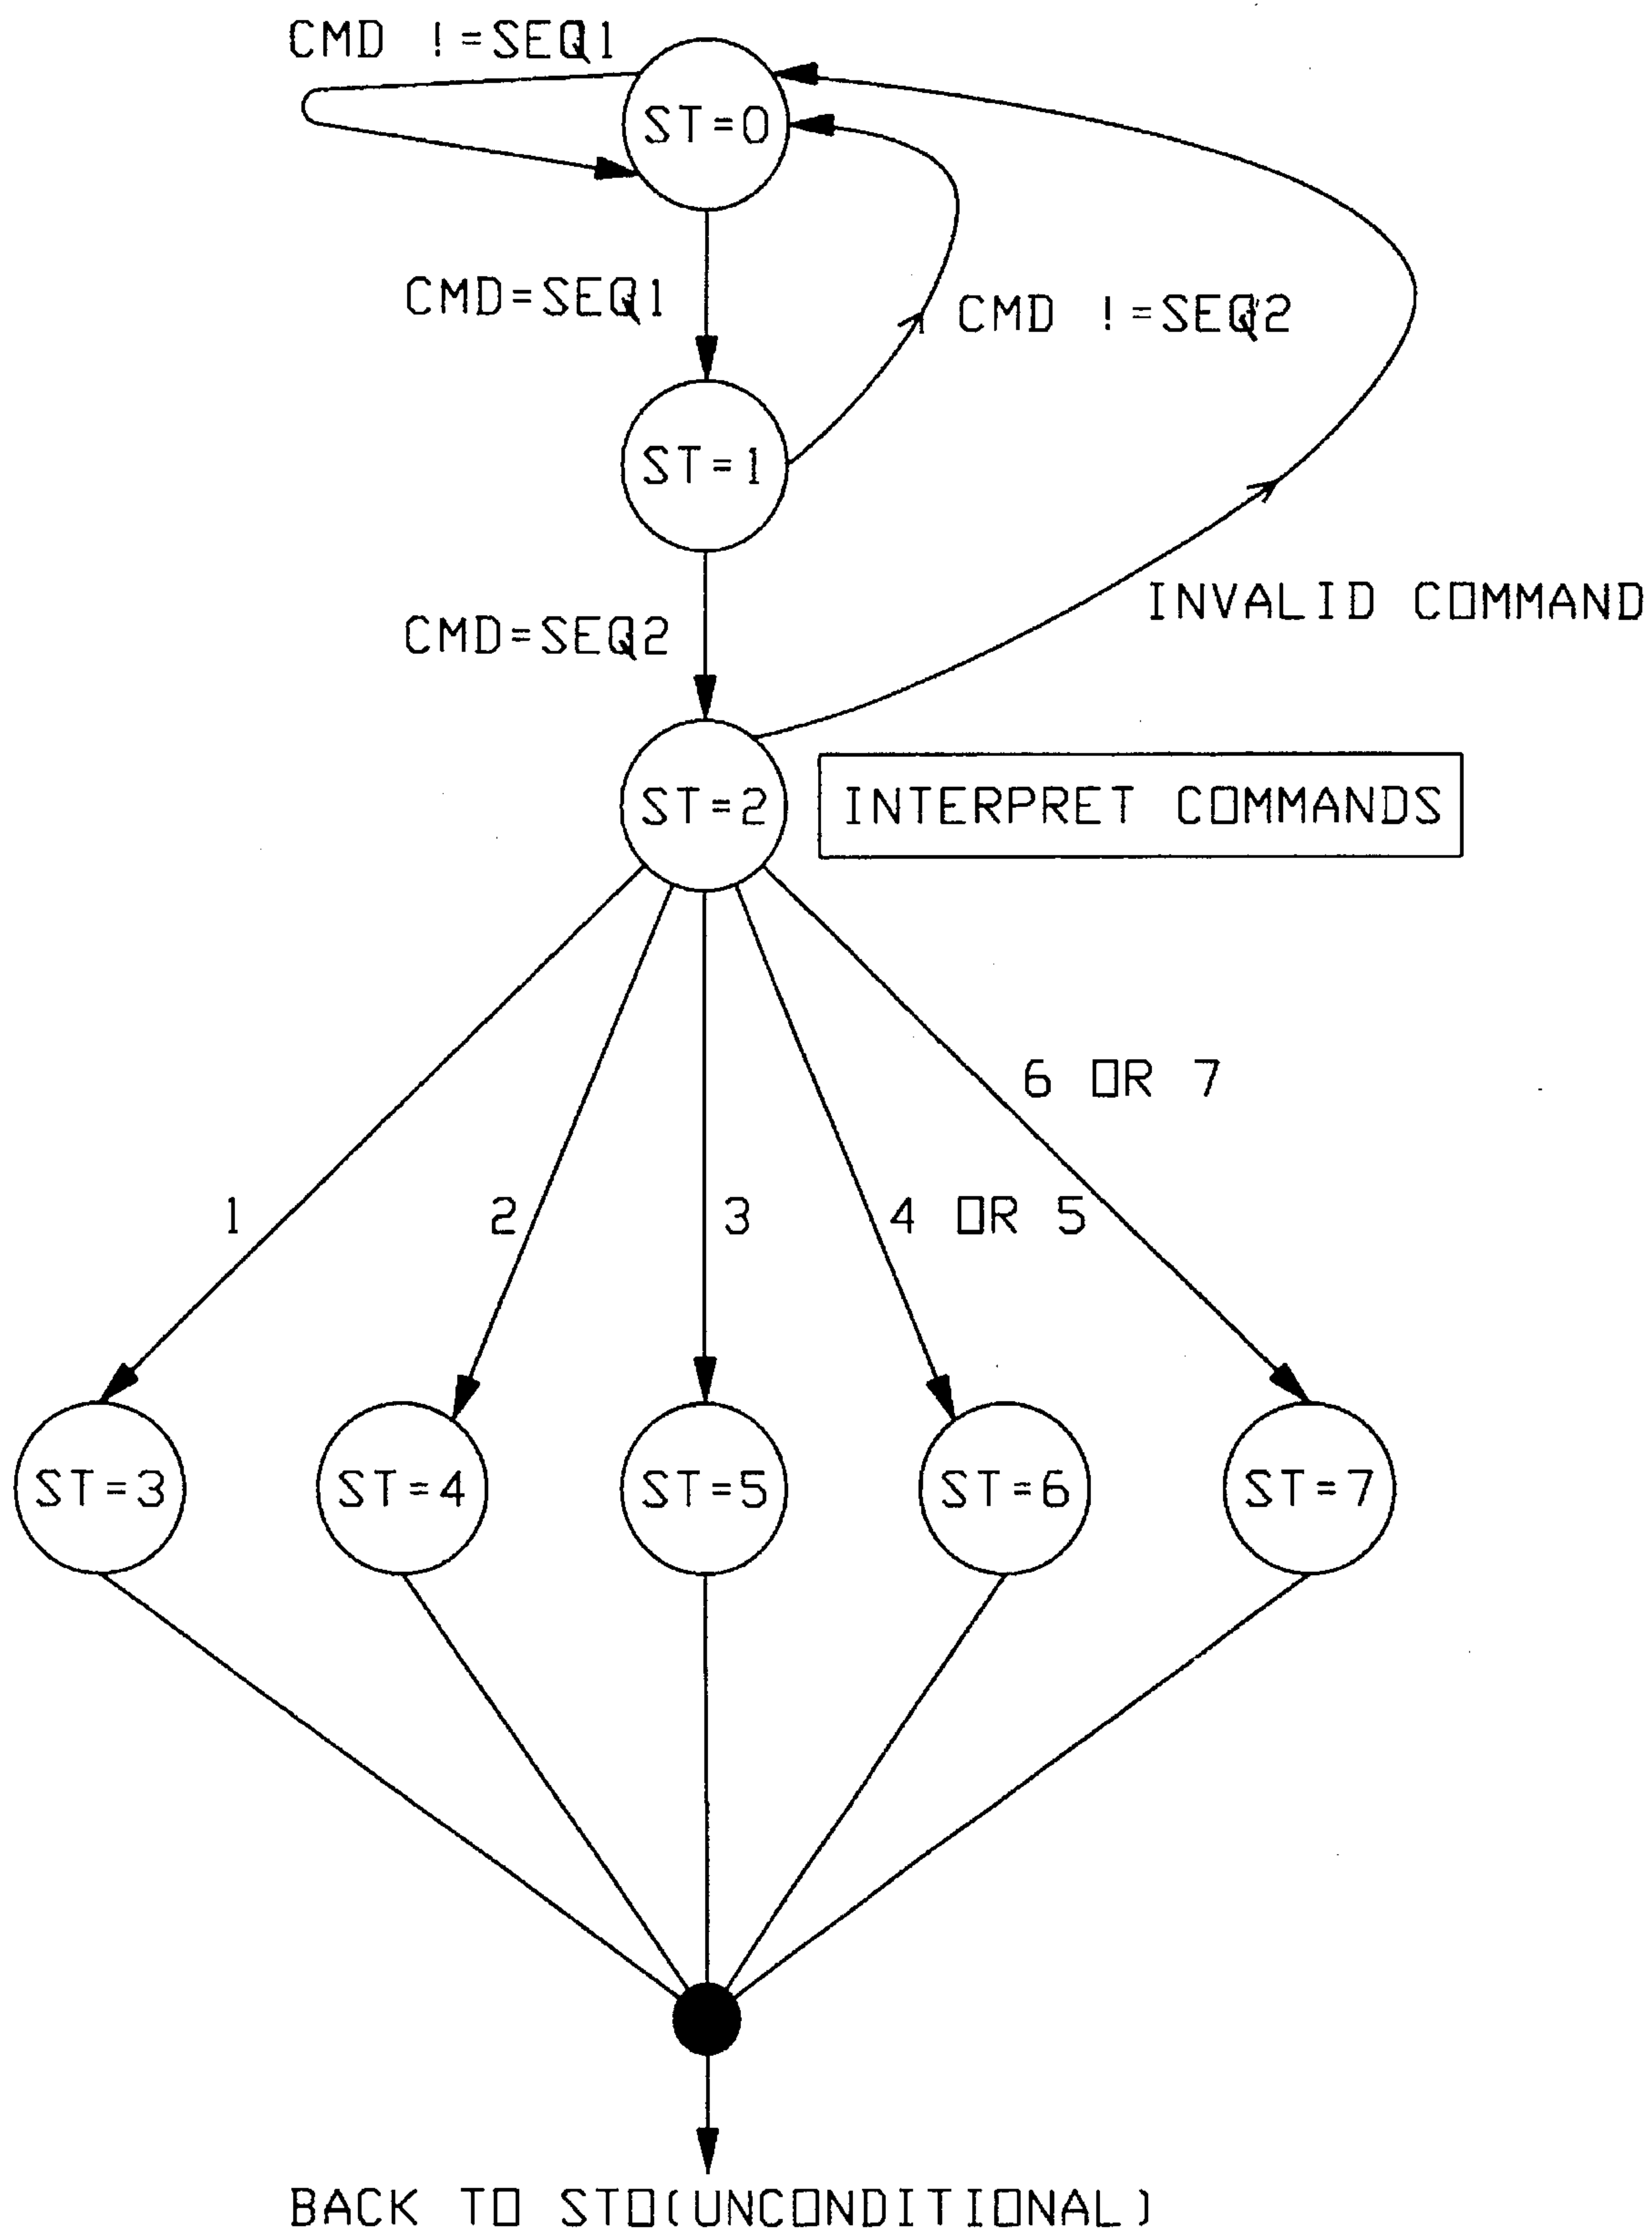 CMD !=SEQ1
ST=0
CMD=SEQ1
CMD !=SEQ2
ST=1
INVALID COMMAND
CMD=SEQ2
ST=2
INTERPRET COMMANDS
6 OR 7
1
2
3
4 OR 5
ST=3
ST=4
ST=5
ST=6
ST=7
BACK TO STO(UNCONDITIONAL)